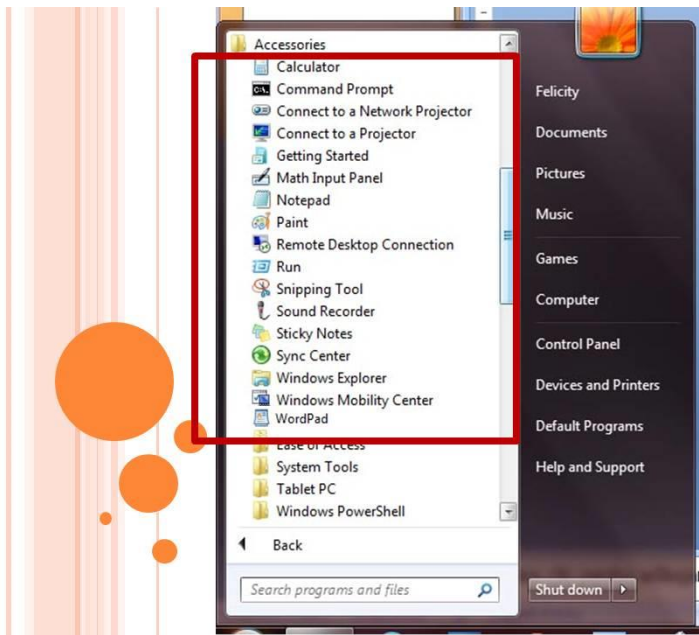 Accessories
Calculator
Command Prompt
Connect to a Network Projector
Connect to a Projector
Getting Started
Math Input Panel
Notepad
Paint
Remote Desktop Connection
Run
Snipping Tool
Sound Recorder
Sticky Notes
Sync Center
Windows Explorer
Windows Mobility Center
WordPad
Ease of Access
System Tools
Tablet PC
Windows PowerShell
Back
Search programs and files
Felicity
Documents
Pictures
Music
Games
Computer
Control Panel
Devices and Printers
Default Programs
Help and Support
Shut down